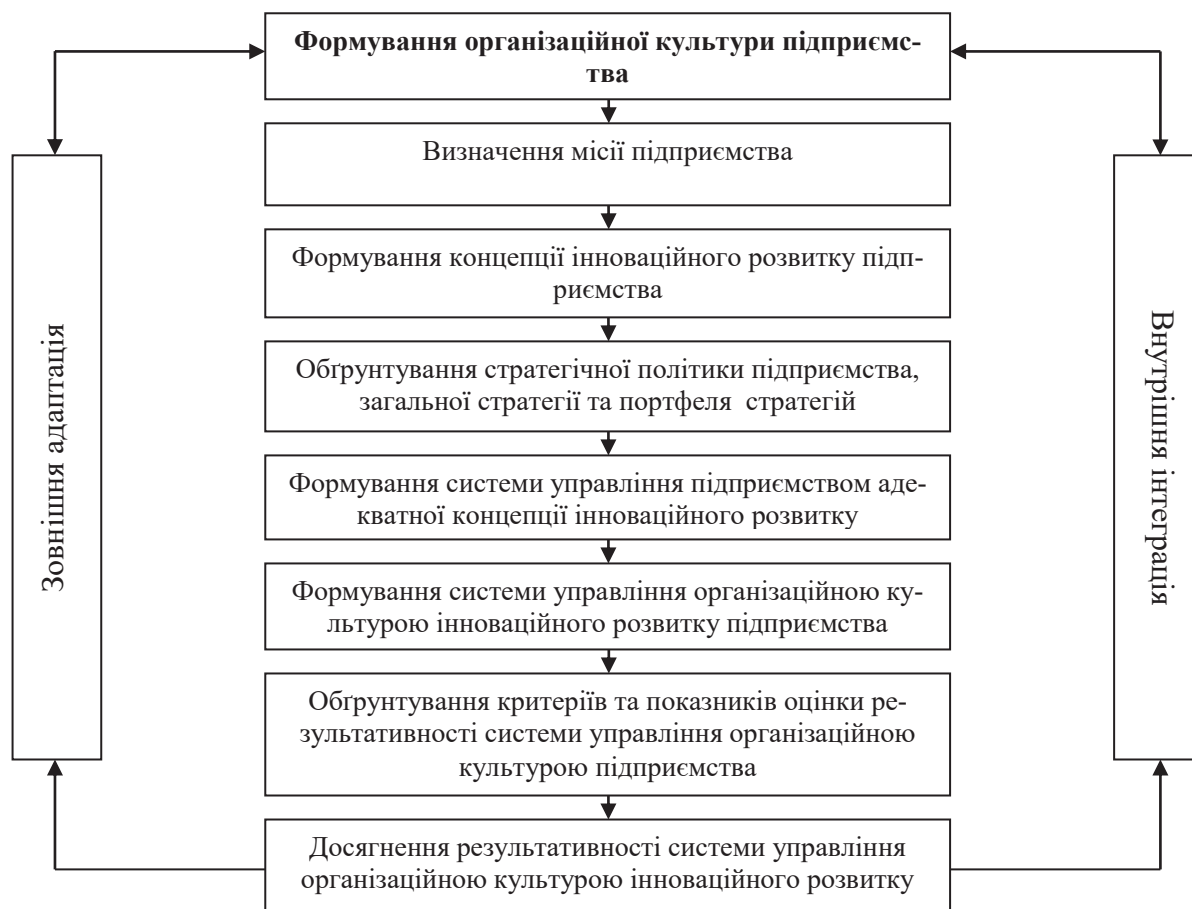 Формування організаційної культури підприємс-
тва
Визначення місії підприємства
Формування концепції інноваційного розвитку підп-
риємства
Обґрунтування стратегічної політики підприємства,
загальної стратегії та портфеля стратегій
Формування системи управління підприємством аде-
кватної концепції інноваційного розвитку
Формування системи управління організаційною ку-
льтурою інноваційного розвитку підприємства
Обґрунтування критеріїв та показників оцінки ре-
зультативності системи управління організаційною
культурою підприємства
Досягнення результативності системи управління
організаційною культурою інноваційного розвитку
Зовнішня адаптація
Внутрішня інтеграція